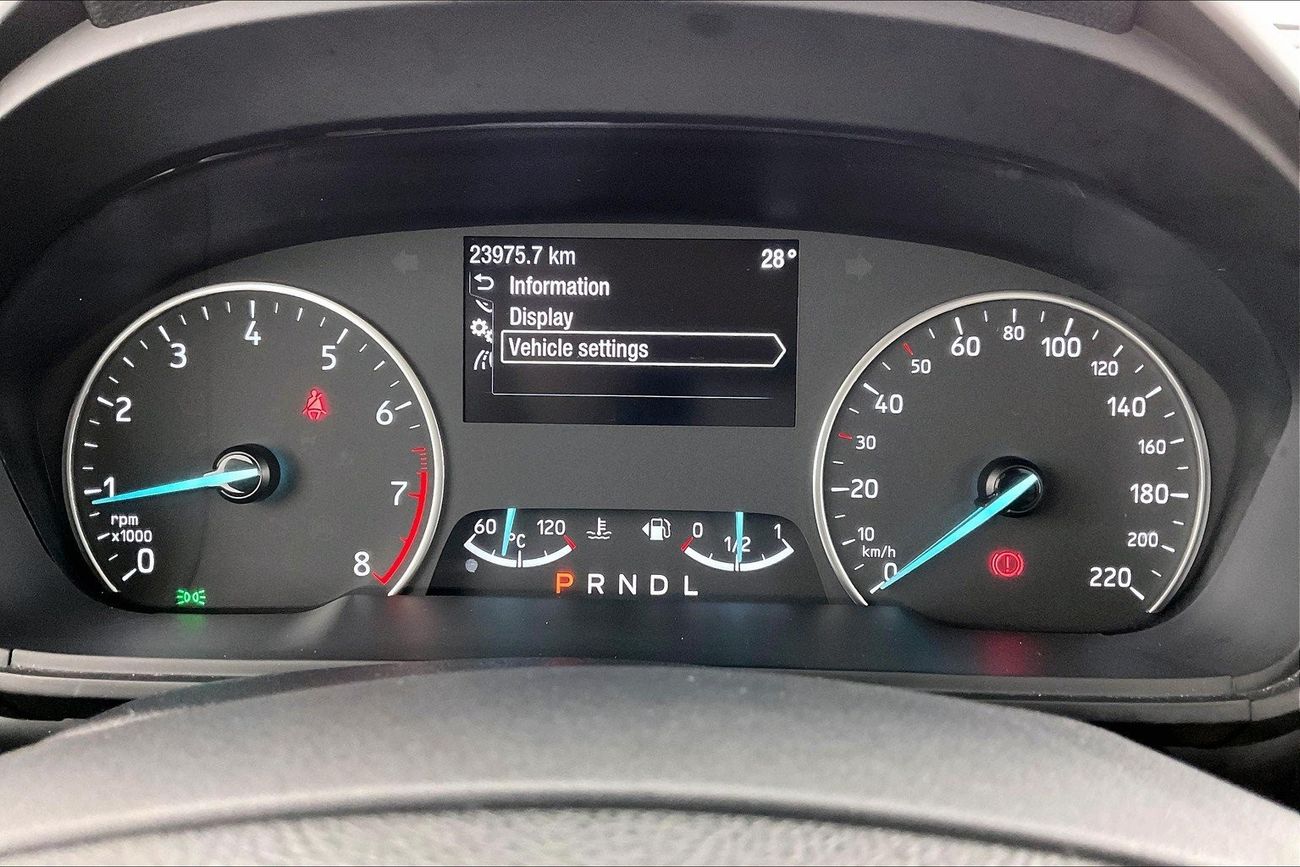 23975.7 km 28°
Information
Display
Vehicle settings
0 1 2 3 4 5 6 7 8
rpm
x1000
60 120
°C
0 1/2 1
P R N D L
0 10 20 30 40 50 60 80 100 120 140 160 180 200 220
km/h